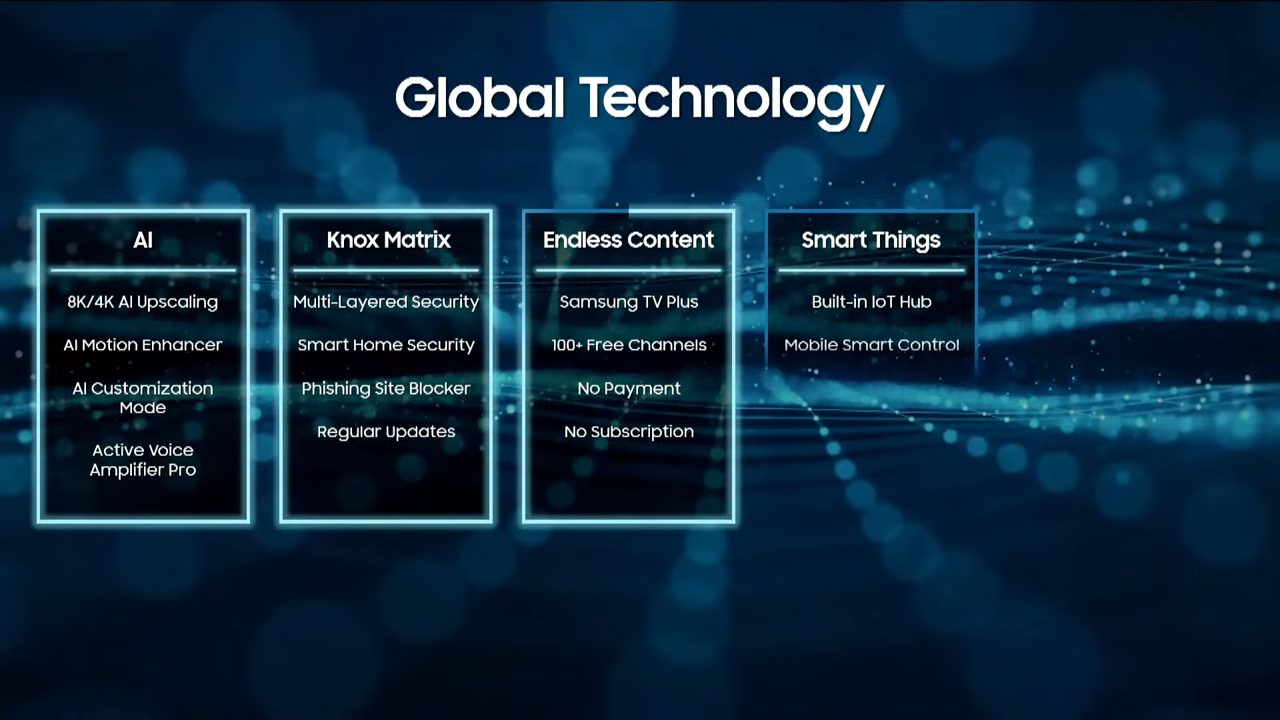 Global Technology
AI
8K/4K AI Upscaling
AI Motion Enhancer
AI Customization
Mode
Active Voice
Amplifier Pro
Knox Matrix
Multi-Layered Security
Smart Home Security
Phishing Site Blocker
Regular Updates
Endless Content
Samsung TV Plus
100+ Free Channels
No Payment
No Subscription
Smart Things
Built-in IoT Hub
Mobile Smart Control